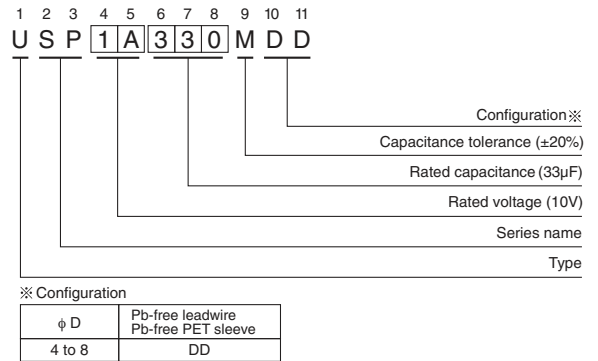 1 2 3 4 5 6 7 8 9 10 11
U S P 1 A 3 3 0 M D D
Configuration※
Capacitance tolerance (±20%)
Rated capacitance (33µF)
Rated voltage (10V)
Series name
Type
※ Configuration
ϕ D
Pb-free leadwire
Pb-free PET sleeve
4 to 8
DD